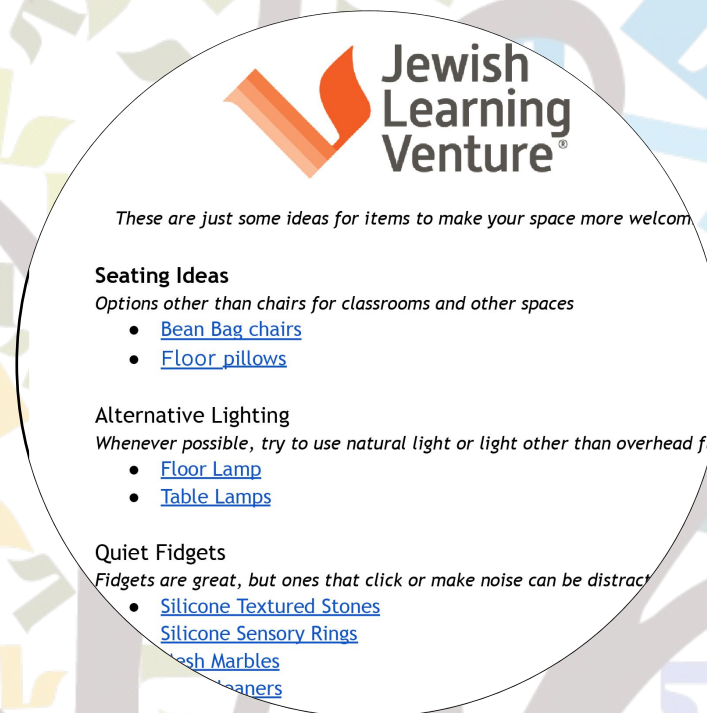 Jewish
Learning
Venture®
These are just some ideas for items to make your space more
Seating Ideas
Options other than chairs for classrooms and other spaces
● Bean Bag chairs
● Floor pillows
Alternative Lighting
Whenever possible, try to use natural light or light other than overhead
● Floor Lamp
● Table Lamps
Quiet Fidgets
Fidgets are great, but ones that click or make noise can be
● Silicone Textured Stones
Silicone Sensory Rings
Marbles